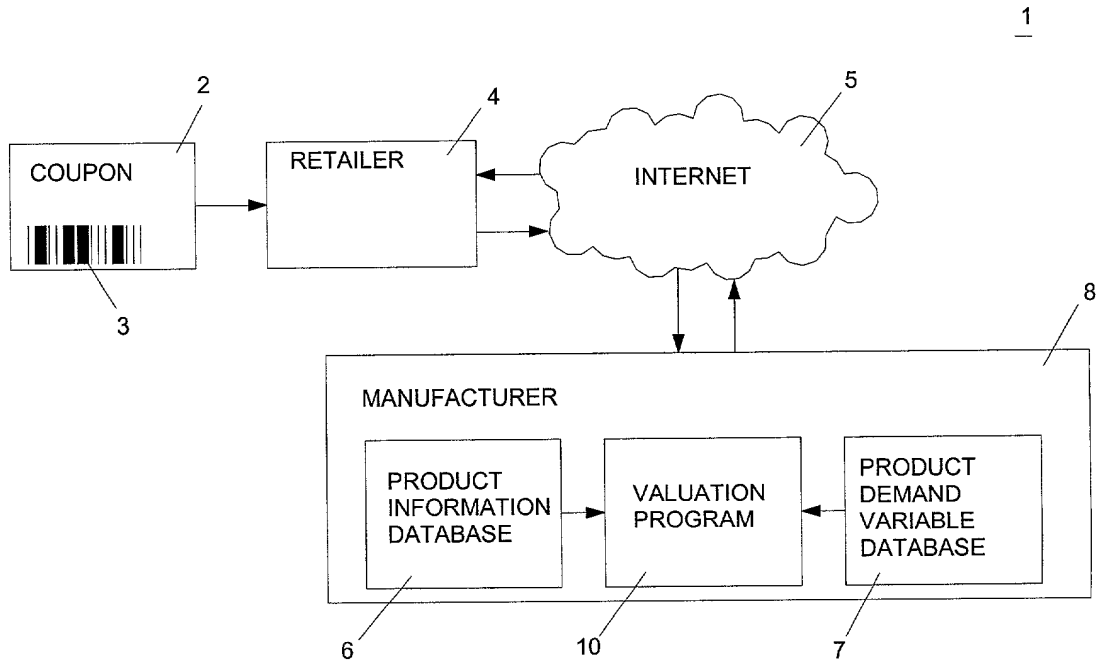 1
2
4
5
COUPON
RETAILER
INTERNET
3
8
MANUFACTURER
PRODUCT
INFORMATION
DATABASE
VALUATION
PROGRAM
PRODUCT
DEMAND
VARIABLE
DATABASE
6
10
7